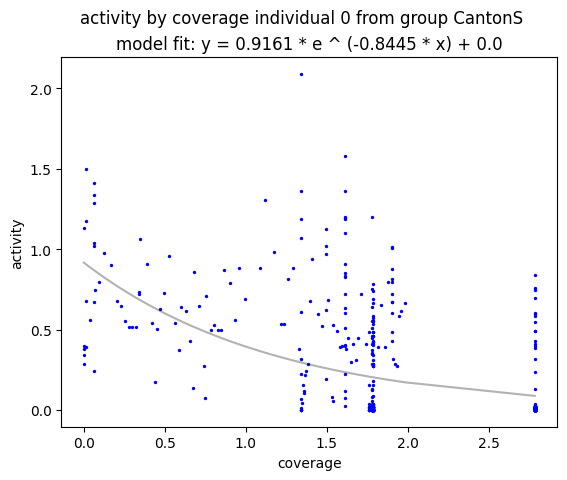 activity by coverage individual 0 from group CantonS
model fit: y = 0.9161 * e ^ (-0.8445 * x) + 0.0
2.0
1.5
1.0
0.5
0.0
activity
0.0 0.5 1.0 1.5 2.0 2.5
coverage